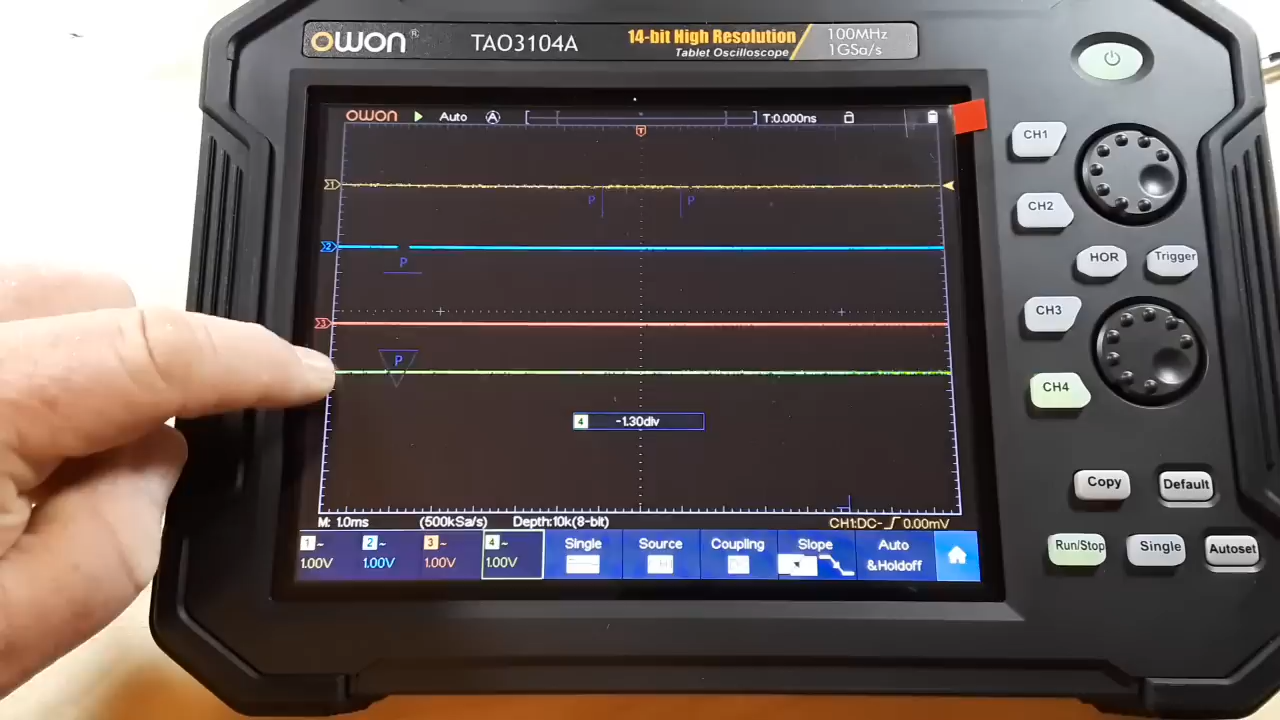 OWON® TAO3104A 14-bit High Resolution 100MHz
Tablet Oscilloscope 1GSa/s
OWON Auto A T:0.000ns
T
CH1
1
P P
CH2
2
P
HOR Trigger
3
CH3
P
CH4
4 -1.30div
Copy Default
M: 1.0ms (500kSa/s) Depth:10k(8-bit) CH1:DC- 0.00mV
1 ~ 2 ~ 3 ~ 4 ~ Single Source Coupling Slope Auto
1.00V 1.00V 1.00V 1.00V &Holdoff
Run/Stop Single Autoset